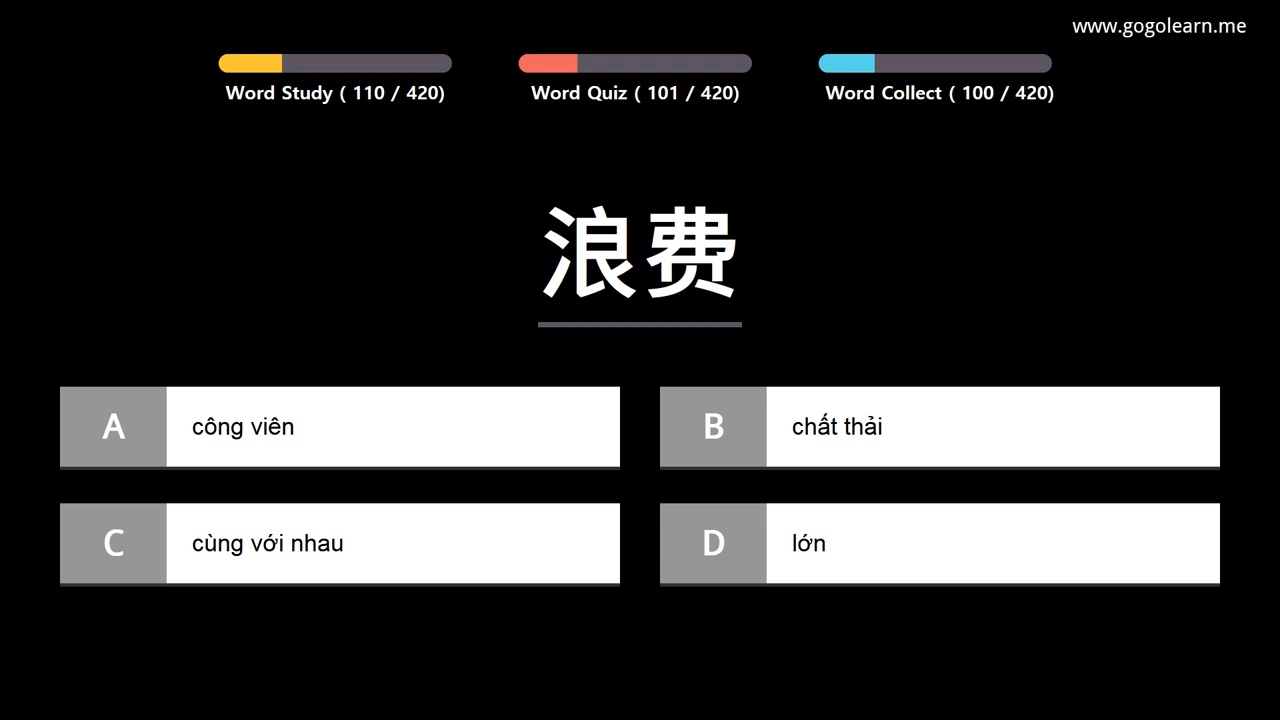 www.gogolearn.me
Word Study ( 110 / 420)
Word Quiz ( 101 / 420)
Word Collect ( 100 / 420)
浪费
A công viên
B chất thải
C cùng với nhau
D lớn